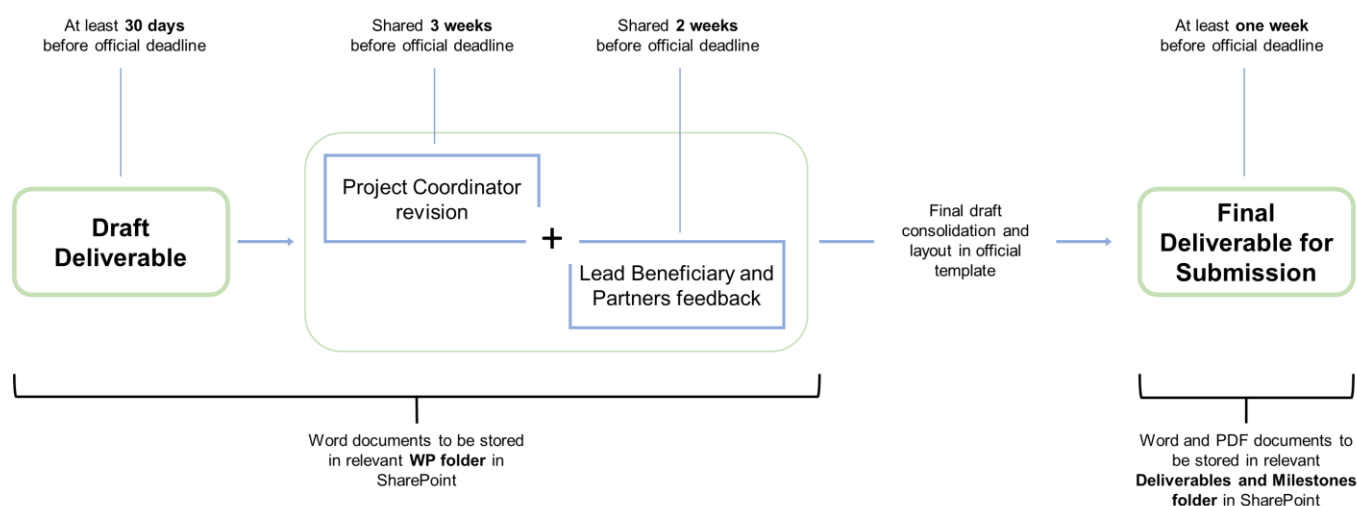 At least 30 days
before official deadline
Shared 3 weeks
before official deadline
Shared 2 weeks
before official deadline
At least one week
before official deadline
Draft
Deliverable
Project Coordinator
revision
+
Lead Beneficiary and
Partners feedback
Final draft
consolidation and
layout in official
template
Final
Deliverable for
Submission
Word documents to be stored
in relevant WP folder in
SharePoint
Word and PDF documents to
be stored in relevant
Deliverables and Milestones
folder in SharePoint